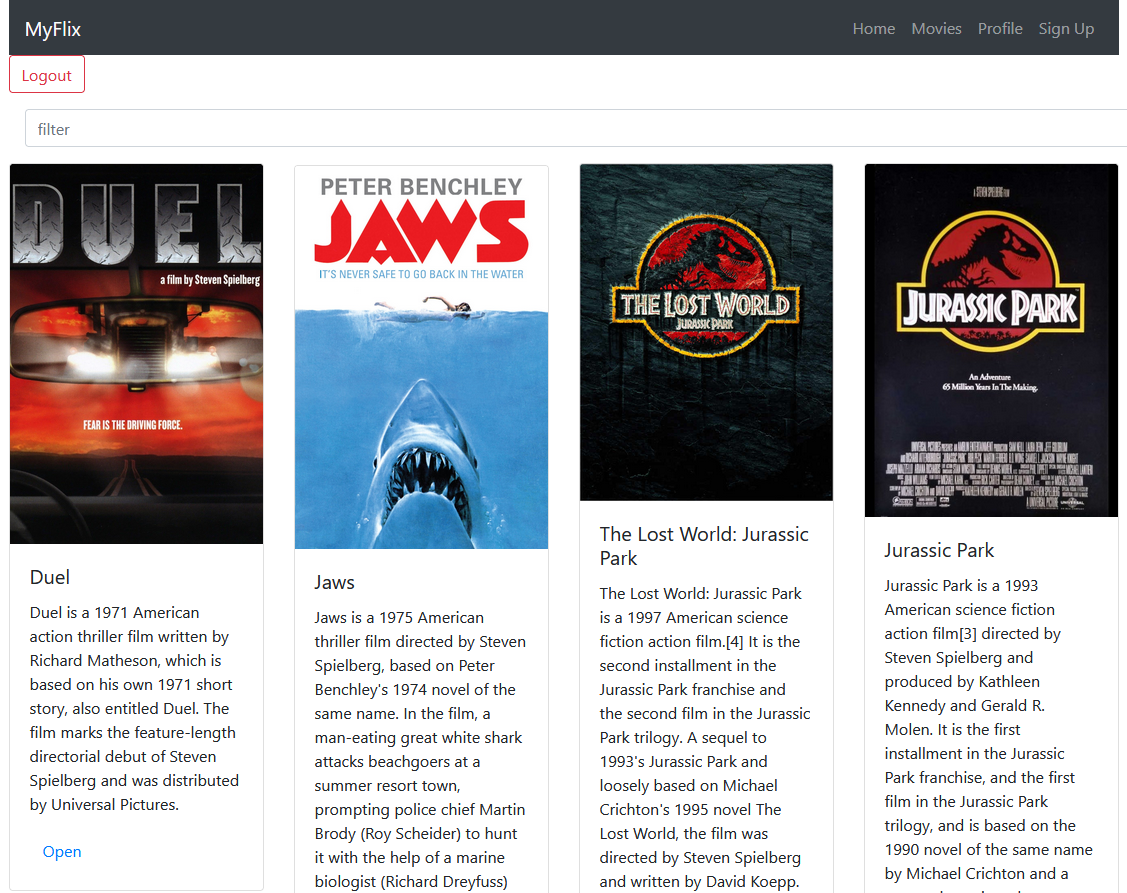 MyFlix
Home Movies Profile Sign Up
Logout
filter
DUEL
a film by Steven Spielberg
FEAR IS THE DRIVING FORCE.
Duel
Duel is a 1971 American
action thriller film written by
Richard Matheson, which is
based on his own 1971 short
story, also entitled Duel. The
film marks the feature-length
directorial debut of Steven
Spielberg and was distributed
by Universal Pictures.
Open
PETER BENCHLEY
JAWS
IT'S NEVER SAFE TO GO BACK IN THE WATER
Jaws
Jaws is a 1975 American
thriller film directed by Steven
Spielberg, based on Peter
Benchley's 1974 novel of the
same name. In the film, a
man-eating great white shark
attacks beachgoers at a
summer resort town,
prompting police chief Martin
Brody (Roy Scheider) to hunt
it with the help of a marine
biologist (Richard Dreyfuss)
THE LOST WORLD
JURASSIC PARK
The Lost World: Jurassic
Park
The Lost World: Jurassic Park
is a 1997 American science
fiction action film.[4] It is the
second installment in the
Jurassic Park franchise and
the second film in the Jurassic
Park trilogy. A sequel to
1993's Jurassic Park and
loosely based on Michael
Crichton's 1995 novel The
Lost World, the film was
directed by Steven Spielberg
and written by David Koepp.
A STEVEN SPIELBERG FILM
JURASSIC PARK
An Adventure
65 Million Years In The Making.
Jurassic Park
Jurassic Park is a 1993
American science fiction
action film[3] directed by
Steven Spielberg and
produced by Kathleen
Kennedy and Gerald R.
Molen. It is the first
installment in the Jurassic
Park franchise, and the first
film in the Jurassic Park
trilogy, and is based on the
1990 novel of the same name
by Michael Crichton and a